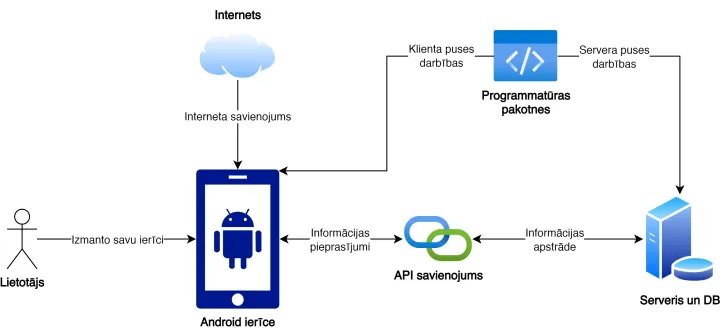 Internets
Klienta puses
darbības
Servera puses
darbības
Programmatūras
pakotnes
Interneta savienojums
Izmanto savu ierīci
Informācijas
pieprasījumi
Informācijas
apstrāde
API savienojums
Lietotājs
Serveris un DB
Android ierīce